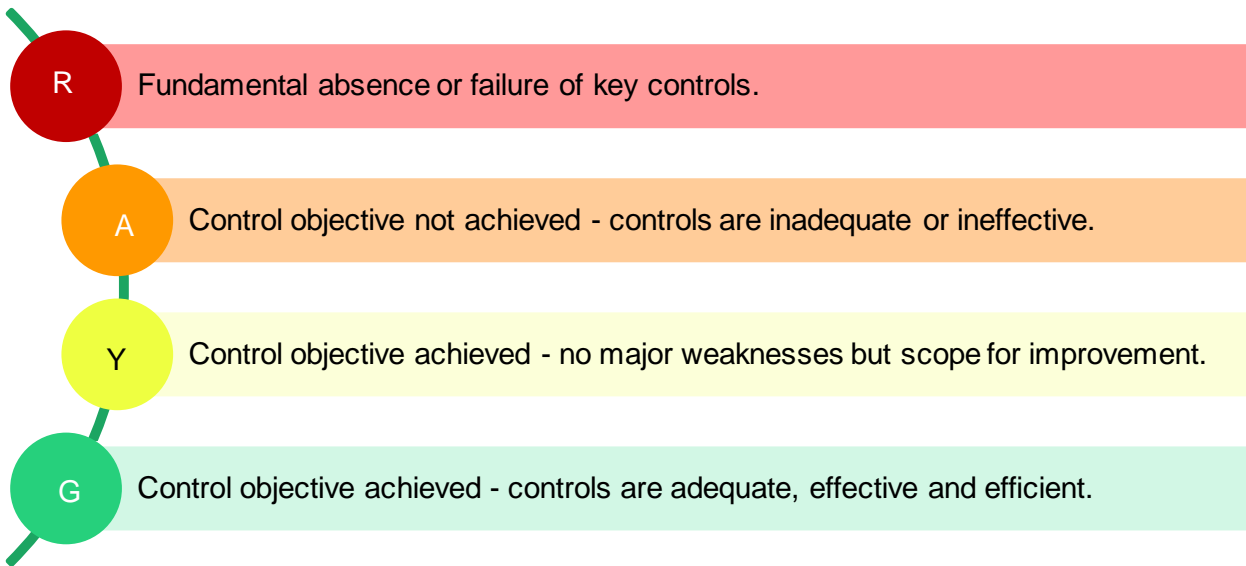 R
Fundamental absence or failure of key controls.
A
Control objective not achieved - controls are inadequate or ineffective.
Y
Control objective achieved - no major weaknesses but scope for improvement.
G
Control objective achieved - controls are adequate, effective and efficient.